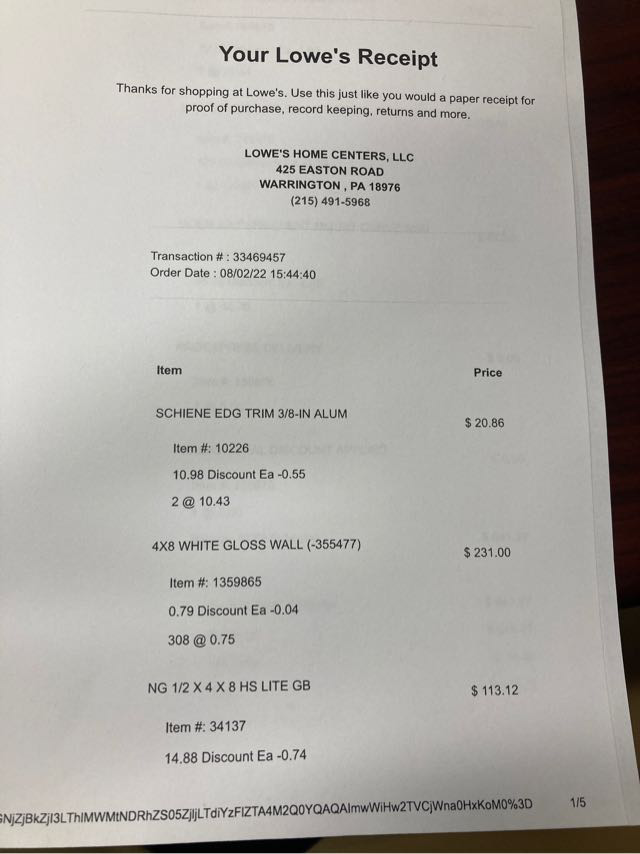 Your Lowe's Receipt
Thanks for shopping at Lowe's. Use this just like you would a paper receipt for
proof of purchase, record keeping, returns and more.
LOWE'S HOME CENTERS, LLC
425 EASTON ROAD
WARRINGTON , PA 18976
(215) 491-5968
Transaction # : 33469457
Order Date : 08/02/22 15:44:40
Item Price
SCHIENE EDG TRIM 3/8-IN ALUM $ 20.86
Item #: 10226
10.98 Discount Ea -0.55
2 @ 10.43
4X8 WHITE GLOSS WALL (-355477) $ 231.00
Item #: 1359865
0.79 Discount Ea -0.04
308 @ 0.75
NG 1/2 X 4 X 8 HS LITE GB $ 113.12
Item #: 34137
14.88 Discount Ea -0.74
1/5